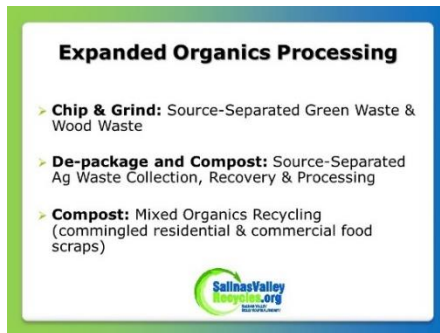 Expanded Organics Processing
Chip & Grind: Source-Separated Green Waste &
Wood Waste
De-package and Compost: Source-Separated
Ag Waste Collection, Recovery & Processing
Compost: Mixed Organics Recycling
(commingled residential & commercial food
scraps)
SalinasValley
Recycles.org